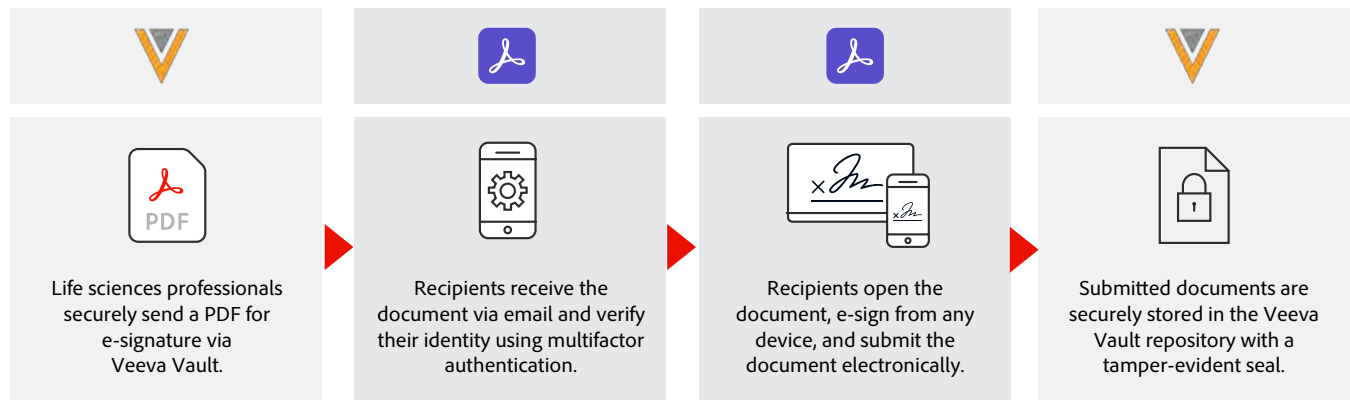 PDF
Life sciences professionals
securely send a PDF for
e-signature via
Veeva Vault.
Recipients receive the
document via email and verify
their identity using multifactor
authentication.
Recipients open the
document, e-sign from any
device, and submit the
document electronically.
Submitted documents are
securely stored in the Veeva
Vault repository with a
tamper-evident seal.